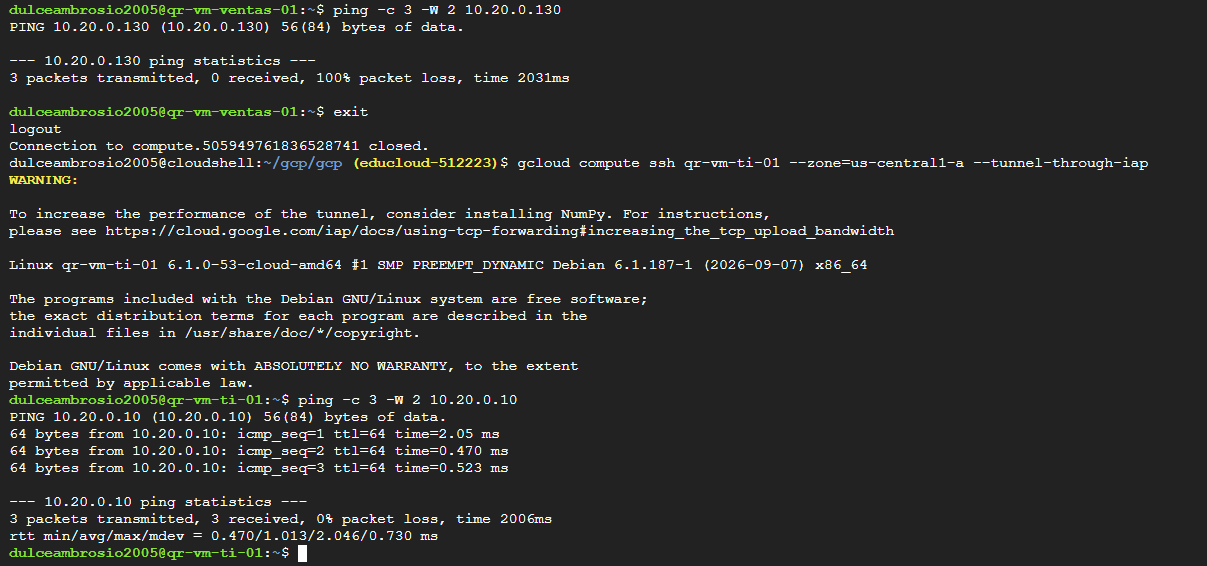 dulceambrosio2005@qr-vm-ventas-01:~$ ping -c 3 -W 2 10.20.0.130
PING 10.20.0.130 (10.20.0.130) 56(84) bytes of data.
--- 10.20.0.130 ping statistics ---
3 packets transmitted, 0 received, 100% packet loss, time 2031ms
dulceambrosio2005@qr-vm-ventas-01:~$ exit
logout
Connection to compute.505949761836528741 closed.
dulceambrosio2005@cloudshell:~/gcp/gcp (educloud-512223)$ gcloud compute ssh qr-vm-ti-01 --zone=us-central1-a --tunnel-through-iap
WARNING:
To increase the performance of the tunnel, consider installing NumPy. For instructions,
please see https://cloud.google.com/iap/docs/using-tcp-forwarding#increasing_the_tcp_upload_bandwidth
Linux qr-vm-ti-01 6.1.0-53-cloud-amd64 #1 SMP PREEMPT_DYNAMIC Debian 6.1.187-1 (2026-09-07) x86_64
The programs included with the Debian GNU/Linux system are free software;
the exact distribution terms for each program are described in the
individual files in /usr/share/doc/*/copyright.
Debian GNU/Linux comes with ABSOLUTELY NO WARRANTY, to the extent
permitted by applicable law.
dulceambrosio2005@qr-vm-ti-01:~$ ping -c 3 -W 2 10.20.0.10
PING 10.20.0.10 (10.20.0.10) 56(84) bytes of data.
64 bytes from 10.20.0.10: icmp_seq=1 ttl=64 time=2.05 ms
64 bytes from 10.20.0.10: icmp_seq=2 ttl=64 time=0.470 ms
64 bytes from 10.20.0.10: icmp_seq=3 ttl=64 time=0.523 ms
--- 10.20.0.10 ping statistics ---
3 packets transmitted, 3 received, 0% packet loss, time 2006ms
rtt min/avg/max/mdev = 0.470/1.013/2.046/0.730 ms
dulceambrosio2005@qr-vm-ti-01:~$